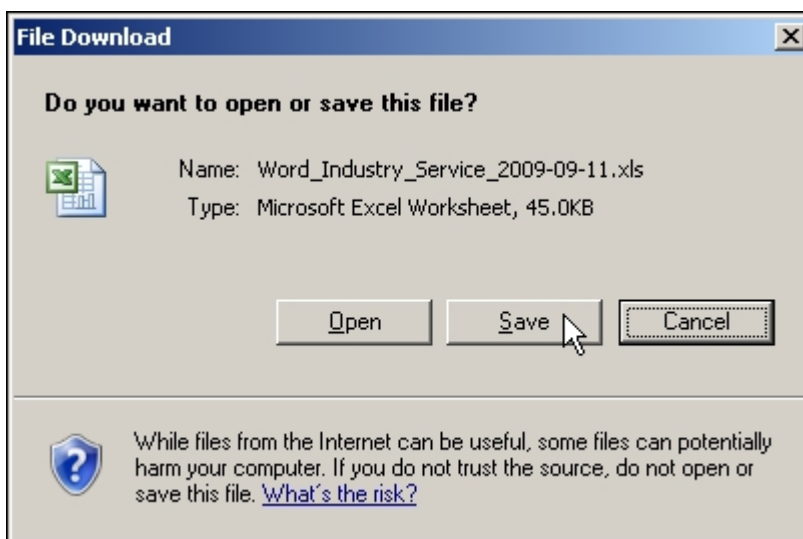 File Download
Do you want to open or save this file?
Name: Word_Industry_Service_2009-09-11.xls
Type: Microsoft Excel Worksheet, 45.0KB
Open Save Cancel
While files from the Internet can be useful, some files can potentially
harm your computer. If you do not trust the source, do not open or
save this file. What's the risk?